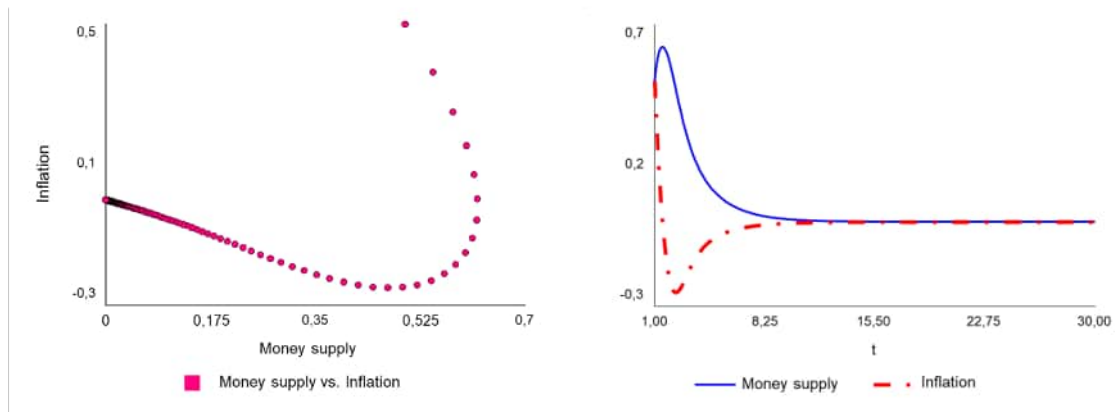 0,5
0,1
-0,3
Inflation
0
0,175
0,35
0,525
0,7
Money supply
Money supply vs. Inflation
0,7
0,2
-0,3
1,00
8,25
15,50
22,75
30,00
t
Money supply
Inflation